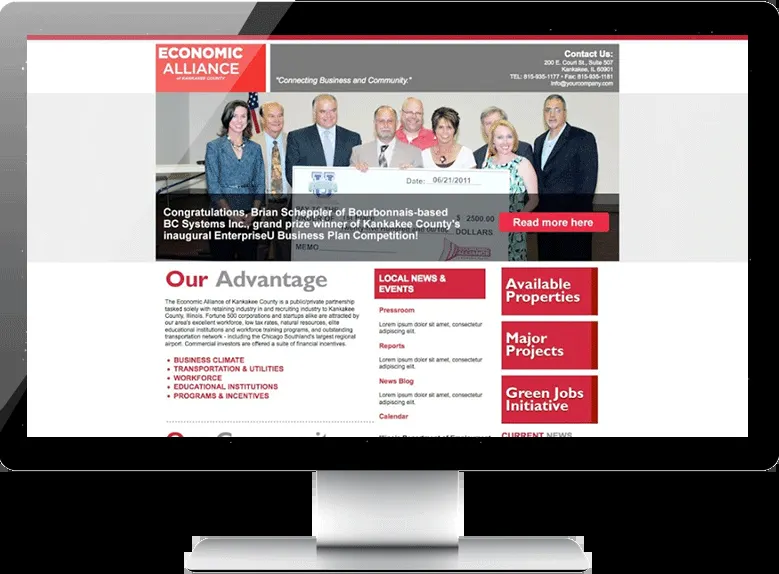 ECONOMIC
ALLIANCE
OF KANKAKEE COUNTY
"Connecting Business and Community."
Contact Us:
200 E. Court St., Suite 507
Kankakee, IL 60901
TEL: 815-935-1177 • Fax: 815-935-1181
info@yourcompany.com
Date: 06/21/2011
$ 2500.00
DOLLARS
MEMO
Congratulations, Brian Scheppler of Bourbonnais-based
BC Systems Inc., grand prize winner of Kankakee County's
inaugural EnterpriseU Business Plan Competition!
Read more here
Our Advantage
The Economic Alliance of Kankakee County is a public/private partnership
tasked solely with retaining industry in and recruiting industry to Kankakee
County, Illinois. Fortune 500 corporations and startups alike are attracted by
our area's excellent workforce, low tax rates, natural resources, elite
educational institutions and workforce training programs, and outstanding
transportation network - including the Chicago Southland's largest regional
airport. Commercial investors are offered a suite of financial incentives.
• BUSINESS CLIMATE
• TRANSPORTATION & UTILITIES
• WORKFORCE
• EDUCATIONAL INSTITUTIONS
• PROGRAMS & INCENTIVES
LOCAL NEWS &
EVENTS
Pressroom
Lorem ipsum dolor sit amet, consectetur
adipiscing elit.
Reports
Lorem ipsum dolor sit amet, consectetur
adipiscing elit.
News Blog
Lorem ipsum dolor sit amet, consectetur
adipiscing elit.
Calendar
Available
Properties
Major
Projects
Green Jobs
Initiative
CURRENT NEWS